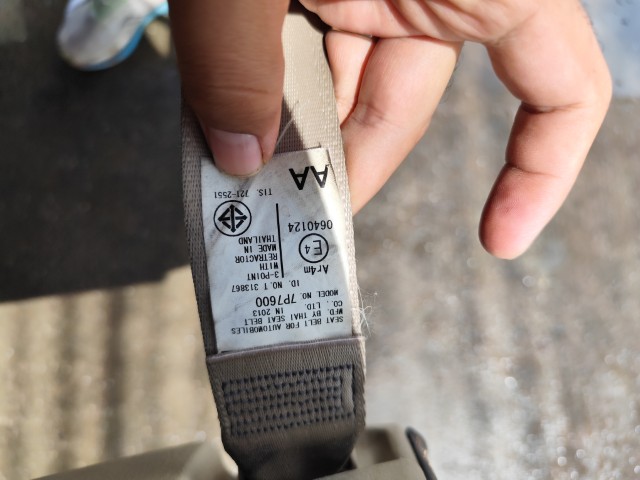 SEAT BELT FOR AUTOMOBILES
MFD. BY THAI SEAT BELT
CO., LTD. IN 2013
MODEL NO. 7P7600
ID. NO. T 313867
3-POINT
WITH
RETRACTOR
MADE IN
THAILAND
Ar4m
E4
0640124
TIS. 721-2551
AA